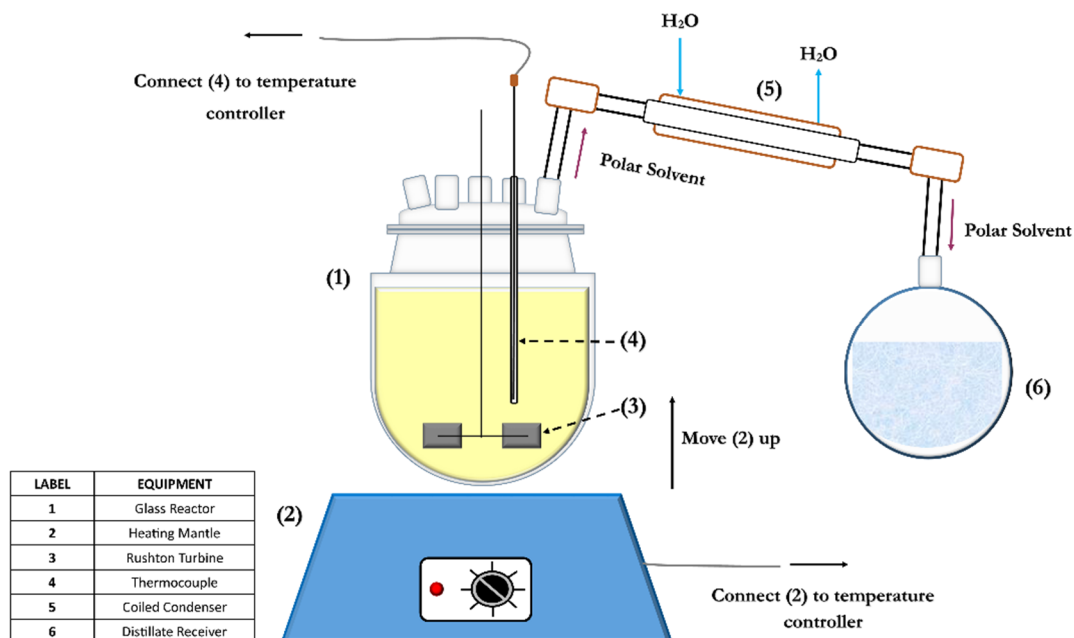 H₂O
H₂O
(5)
Connect (4) to temperature
controller
Polar Solvent
Polar Solvent
(1)
(4)
(6)
(3)
Move (2) up
(2)
LABEL EQUIPMENT
1 Glass Reactor
2 Heating Mantle
3 Rushton Turbine
4 Thermocouple
5 Coiled Condenser
6 Distillate Receiver
Connect (2) to temperature
controller